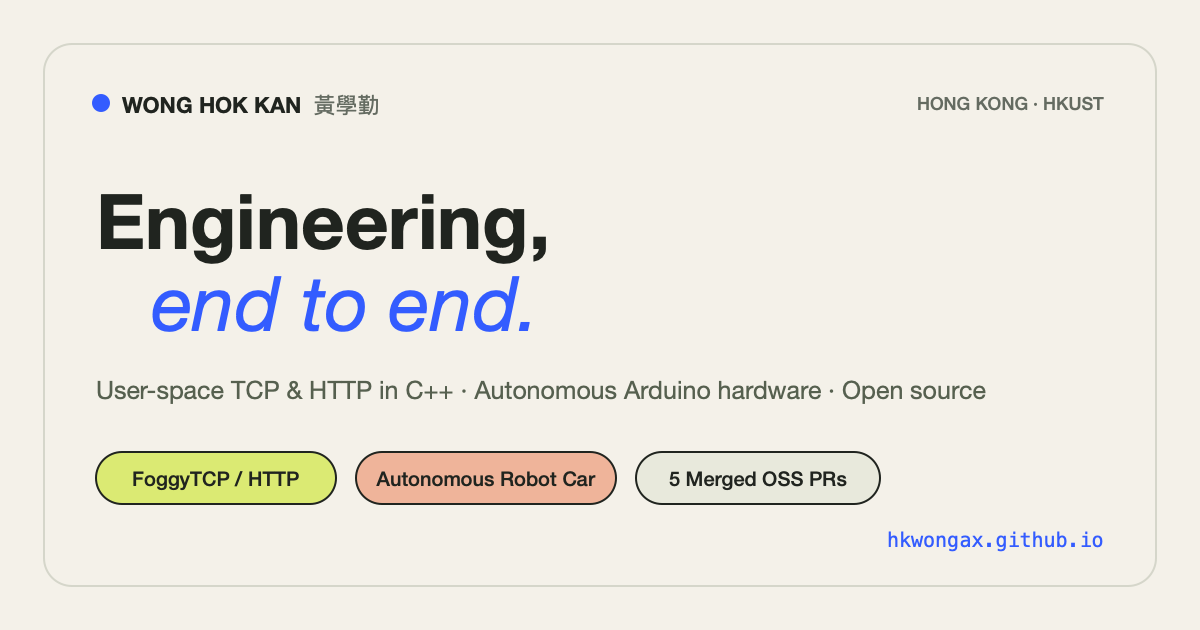 WONG HOK KAN 黃學勤
HONG KONG · HKUST
Engineering,
end to end.
User-space TCP & HTTP in C++ · Autonomous Arduino hardware · Open source
FoggyTCP / HTTP
Autonomous Robot Car
5 Merged OSS PRs
hkwongax.github.io